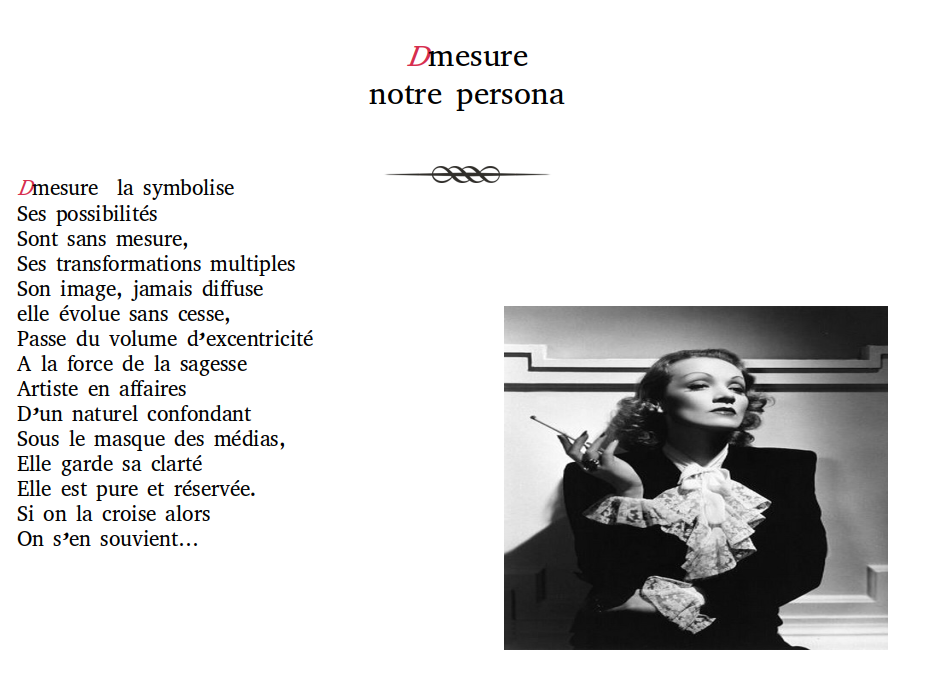 Dmesure
notre persona
Dmesure la symbolise
Ses possibilités
Sont sans mesure,
Ses transformations multiples
Son image, jamais diffuse
elle évolue sans cesse,
Passe du volume d’excentricité
A la force de la sagesse
Artiste en affaires
D’un naturel confondant
Sous le masque des médias,
Elle garde sa clarté
Elle est pure et réservée.
Si on la croise alors
On s’en souvient…